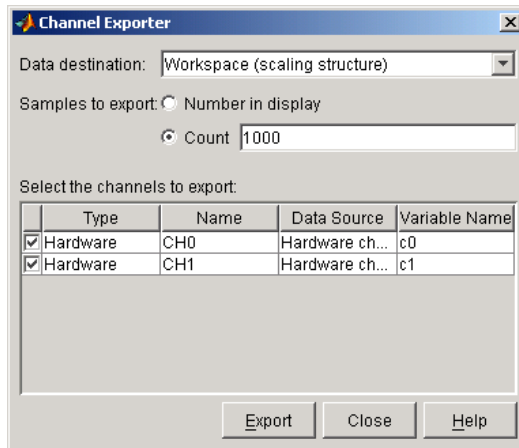 Channel Exporter
Data destination: Workspace (scaling structure)
Samples to export: Number in display
Count 1000
Select the channels to export:
Type Name Data Source Variable Name
Hardware CH0 Hardware ch... c0
Hardware CH1 Hardware ch... c1
Export Close Help